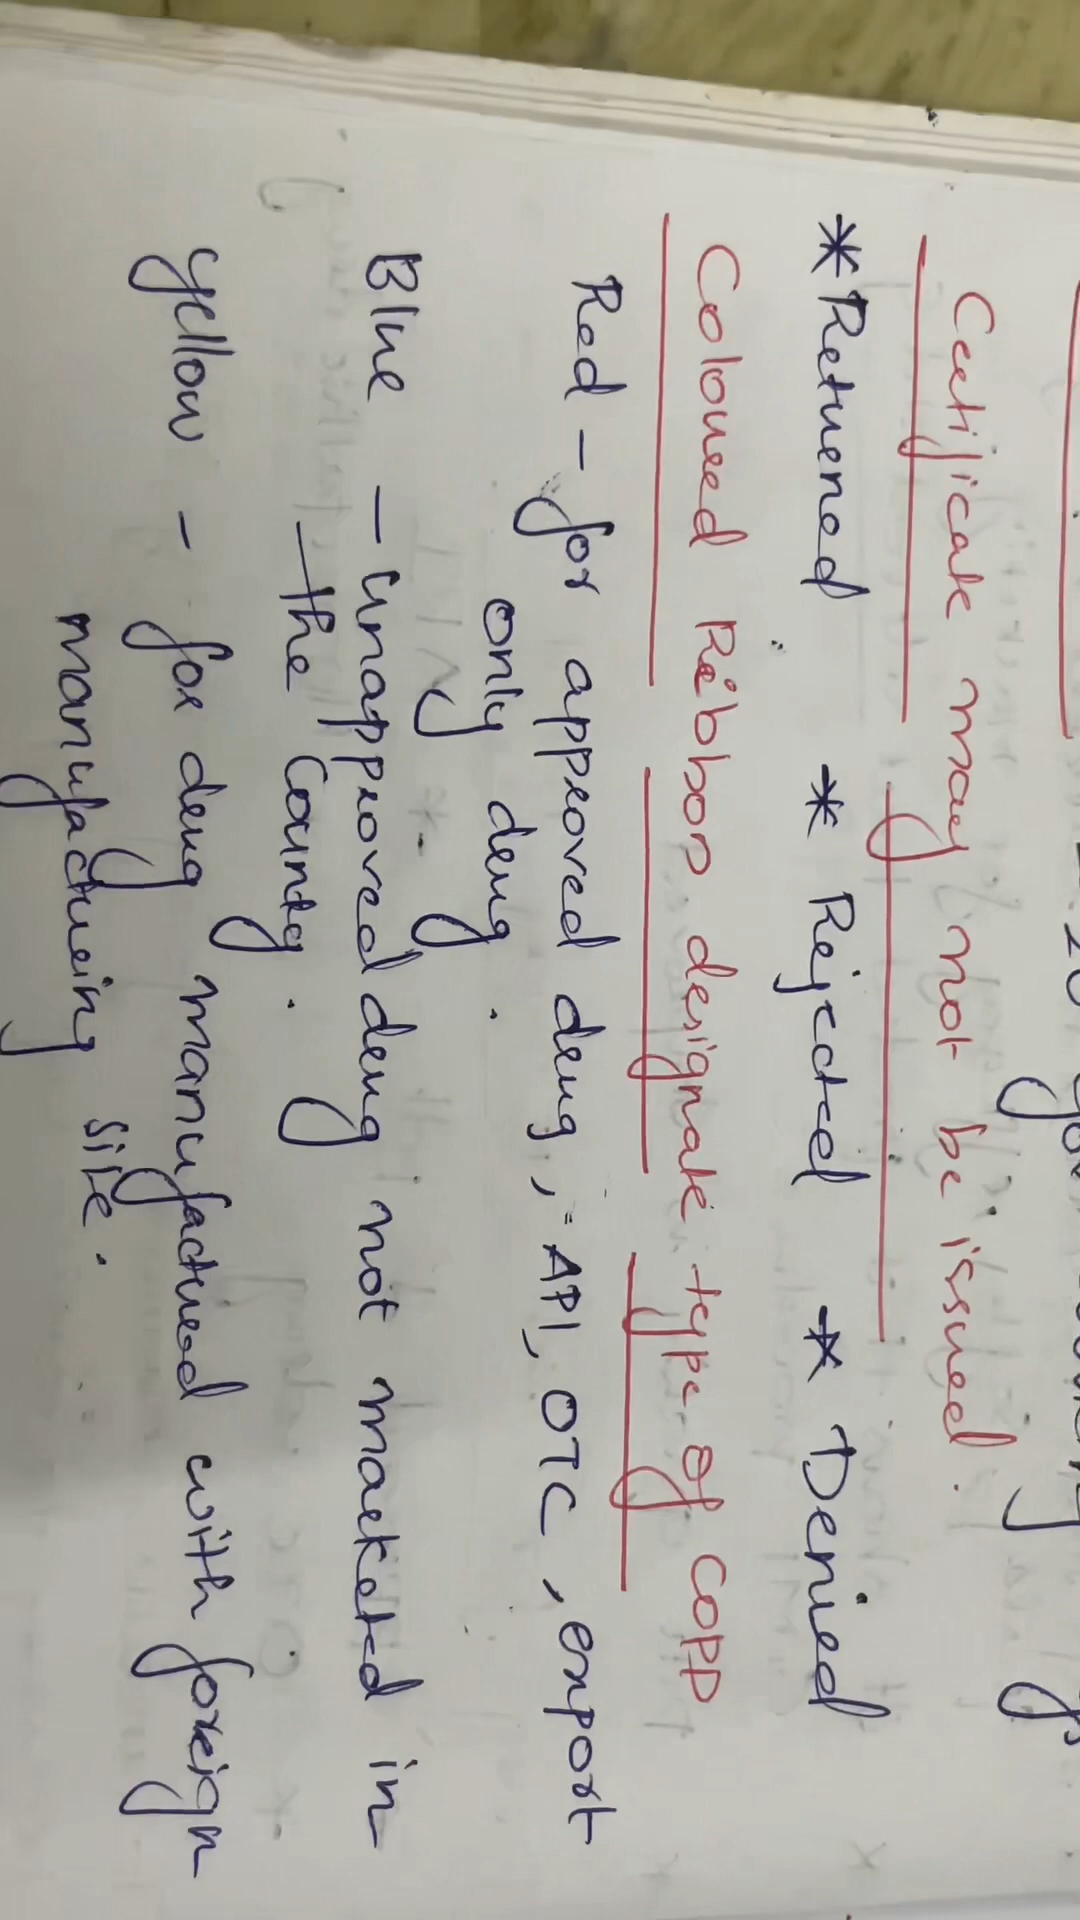 Certificate may not be issued.
* Returned * Rejected * Denied
Coloured Ribbon designate type of COPP
Red - for approved drug, API, OTC, export
only drug.
Blue - unapproved drug not marketed in
the County.
Yellow - for drug manufactured with foreign
manufacturing site.